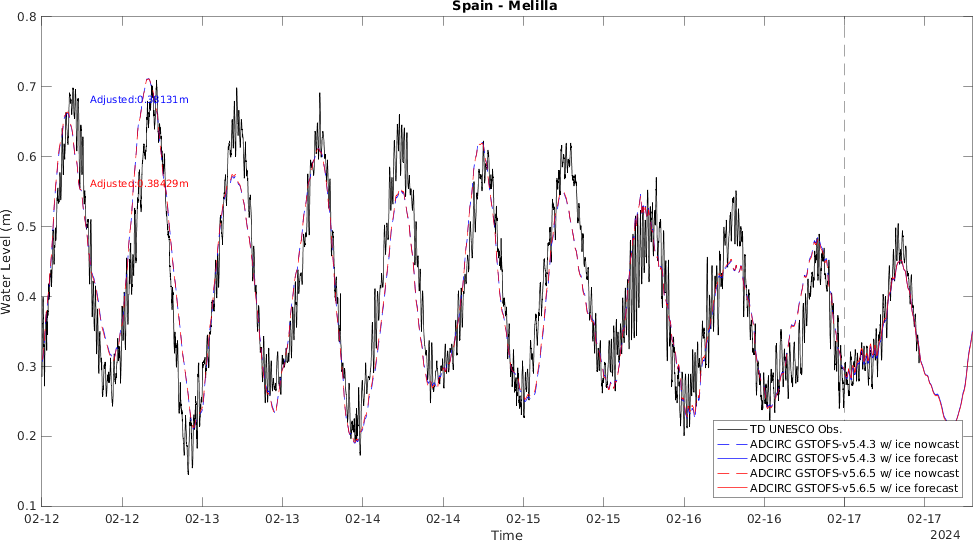 Spain - Melilla
0.8
0.7
0.6
0.5
0.4
0.3
0.2
0.1
Water Level (m)
Adjusted:0.38131m
Adjusted:0.38429m
TD UNESCO Obs.
ADCIRC GSTOFS-v5.4.3 w/ ice nowcast
ADCIRC GSTOFS-v5.4.3 w/ ice forecast
ADCIRC GSTOFS-v5.6.5 w/ ice nowcast
ADCIRC GSTOFS-v5.6.5 w/ ice forecast
02-12 02-12 02-13 02-13 02-14 02-14 02-15 02-15 02-16 02-16 02-17 02-17
Time
2024